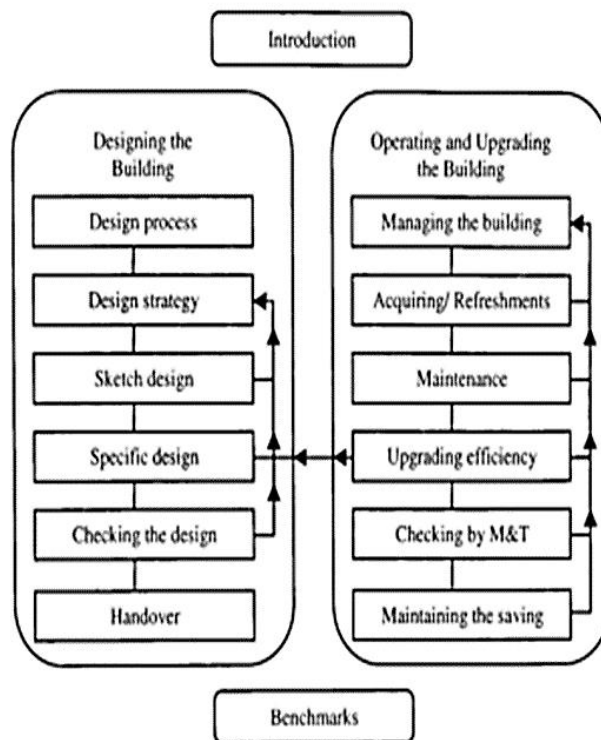 Introduction
Designing the
Building
Design process
Design strategy
Sketch design
Specific design
Checking the design
Handover
Operating and Upgrading
the Building
Managing the building
Acquiring/ Refreshments
Maintenance
Upgrading efficiency
Checking by M&T
Maintaining the saving
Benchmarks